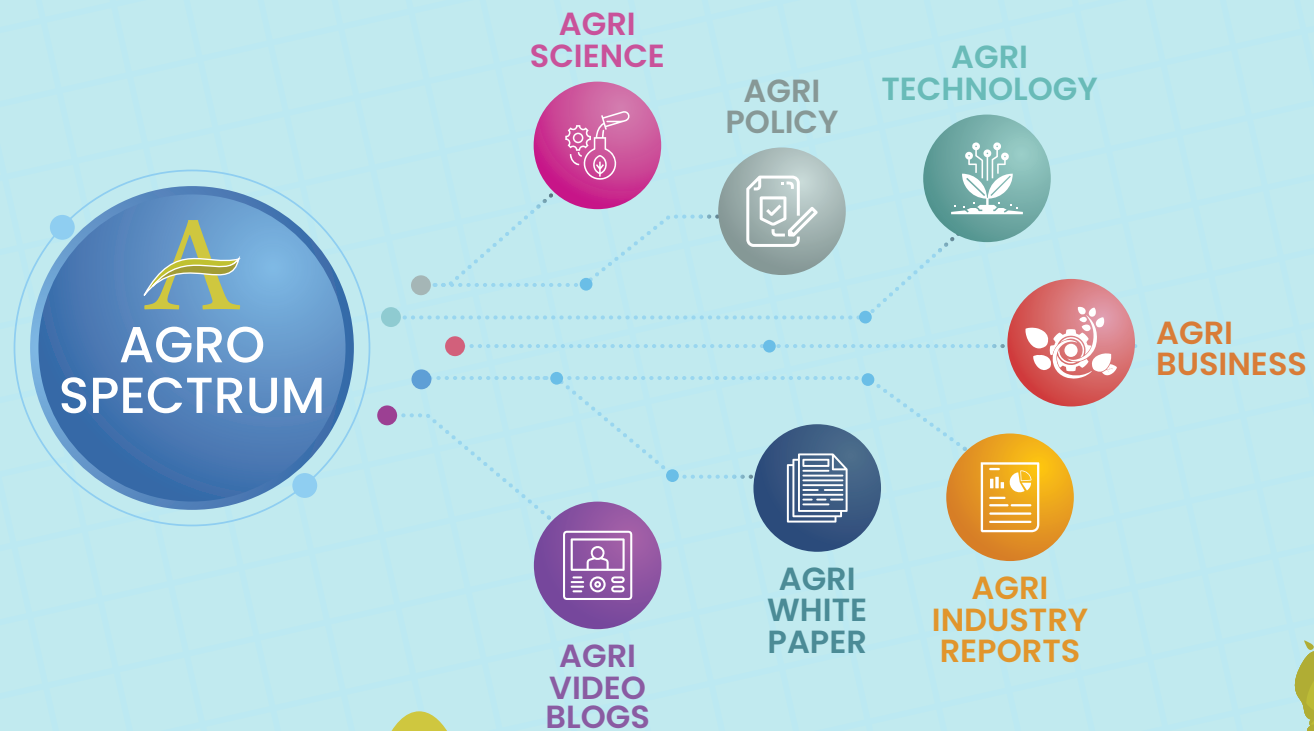 AGRI
SCIENCE
AGRI
POLICY
AGRI
TECHNOLOGY
A
AGRO
SPECTRUM
AGRI
BUSINESS
AGRI
WHITE
PAPER
AGRI
INDUSTRY
REPORTS
AGRI
VIDEO
BLOGS